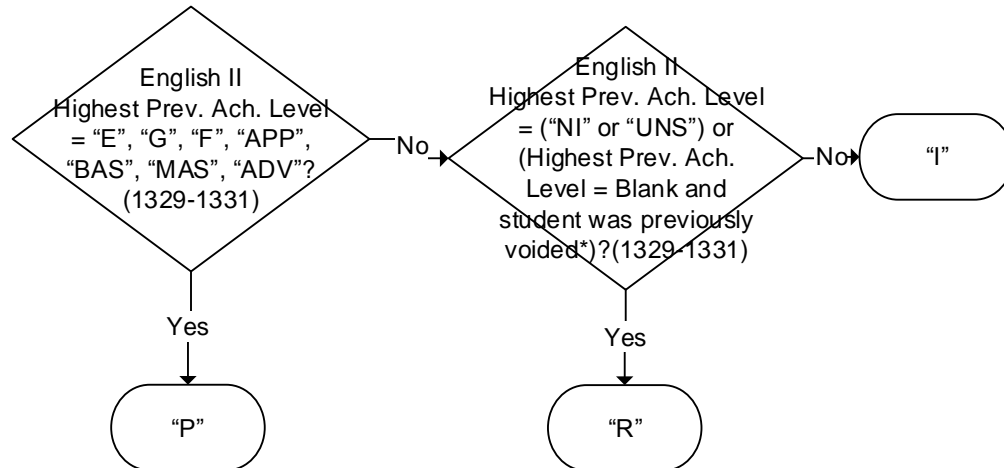 English II
Highest Prev. Ach. Level
= “E”, “G”, “F”, “APP”,
“BAS”, “MAS”, “ADV”?
(1329-1331)
No
English II
Highest Prev. Ach. Level
= (“NI” or “UNS”) or
(Highest Prev. Ach.
Level = Blank and
student was previously
voided*)?(1329-1331)
No
“I”
Yes
Yes
“P”
“R”